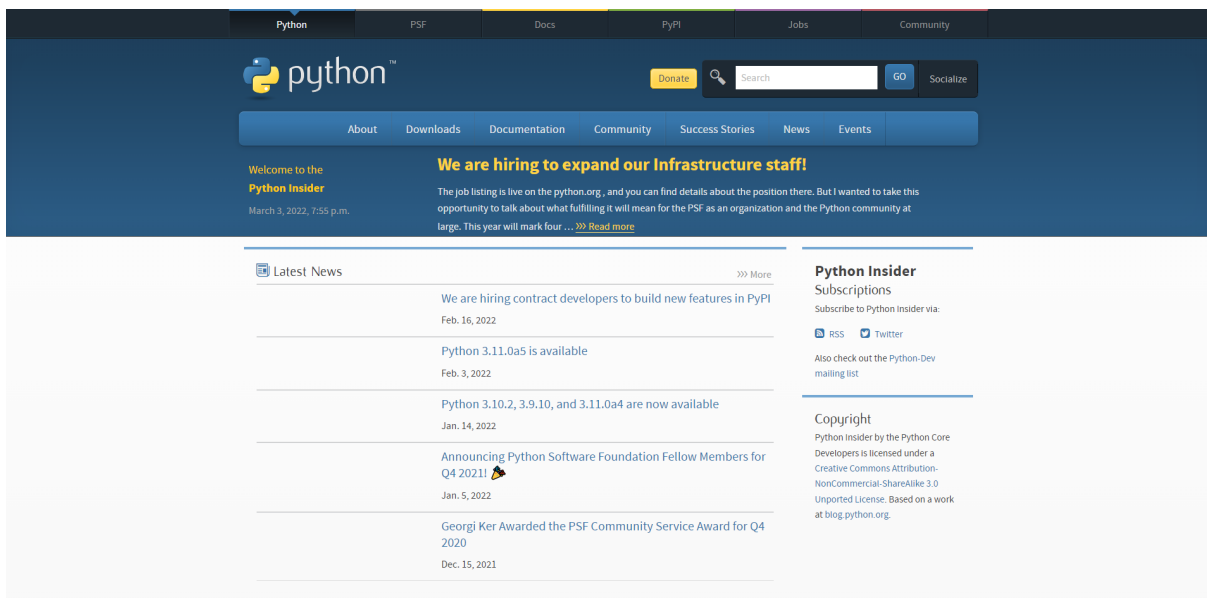 Python PSF Docs PyPI Jobs Community
python™
Donate Search GO Socialize
About Downloads Documentation Community Success Stories News Events
Welcome to the
Python Insider
March 3, 2022, 7:55 p.m.
We are hiring to expand our Infrastructure staff!
The job listing is live on the python.org , and you can find details about the position there. But I wanted to take this
opportunity to talk about what fulfilling it will mean for the PSF as an organization and the Python community at
large. This year will mark four … >>> Read more
Latest News
>>> More
We are hiring contract developers to build new features in PyPI
Feb. 16, 2022
Python 3.11.0a5 is available
Feb. 3, 2022
Python 3.10.2, 3.9.10, and 3.11.0a4 are now available
Jan. 14, 2022
Announcing Python Software Foundation Fellow Members for
Q4 2021! 🎉
Jan. 5, 2022
Georgi Ker Awarded the PSF Community Service Award for Q4
2020
Dec. 15, 2021
Python Insider
Subscriptions
Subscribe to Python Insider via:
RSS Twitter
Also check out the Python-Dev
mailing list
Copyright
Python Insider by the Python Core
Developers is licensed under a
Creative Commons Attribution-
NonCommercial-ShareAlike 3.0
Unported License. Based on a work
at blog.python.org.